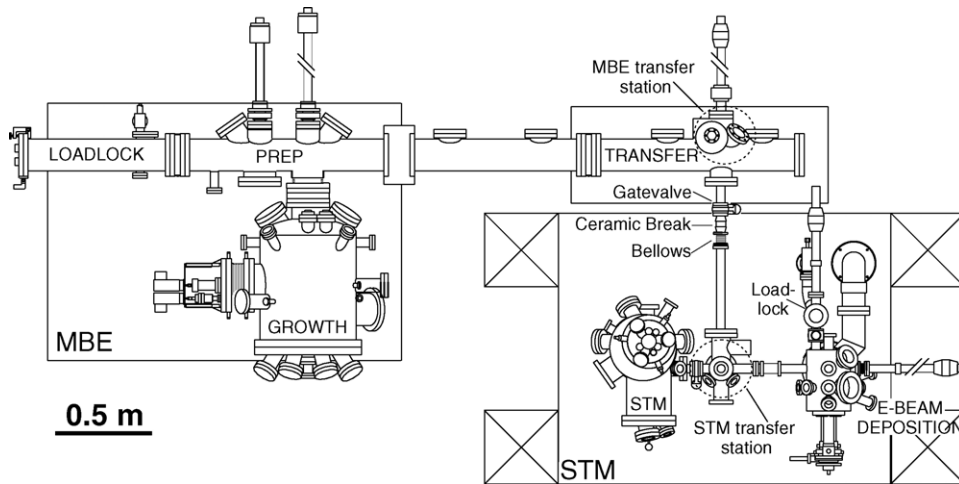 MBE transfer
station
LOADLOCK
PREP
TRANSFER
Gatevalve
Ceramic Break
Bellows
Load-
lock
GROWTH
MBE
0.5 m
STM
STM transfer
station
E-BEAM
DEPOSITION
STM